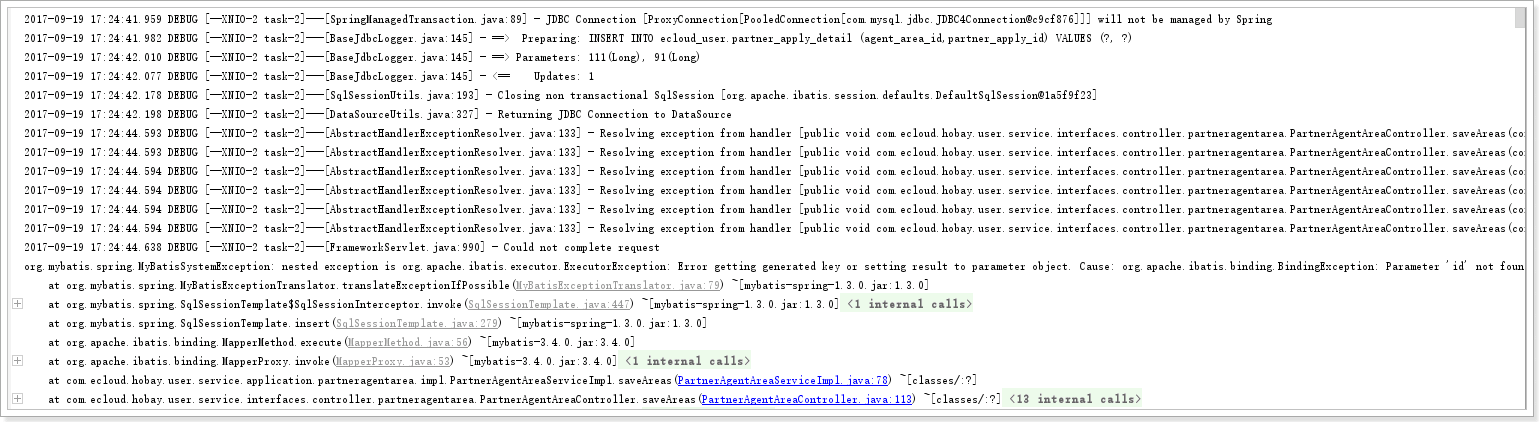 2017-09-19 17:24:41.959 DEBUG [--XNIO-2 task-2]---[SpringManagedTransaction.java:89] - JDBC Connection [ProxyConnection[PooledConnection[com.mysql.jdbc.JDBC4Connection@c9cf876]]] will not be managed by Spring
2017-09-19 17:24:41.982 DEBUG [--XNIO-2 task-2]---[BaseJdbcLogger.java:145] - ==>  Preparing: INSERT INTO ecloud_user.partner_apply_detail (agent_area_id,partner_apply_id) VALUES (?, ?)
2017-09-19 17:24:42.010 DEBUG [--XNIO-2 task-2]---[BaseJdbcLogger.java:145] - ==> Parameters: 111(Long), 91(Long)
2017-09-19 17:24:42.077 DEBUG [--XNIO-2 task-2]---[BaseJdbcLogger.java:145] - <==    Updates: 1
2017-09-19 17:24:42.178 DEBUG [--XNIO-2 task-2]---[SqlSessionUtils.java:193] - Closing non transactional SqlSession [org.apache.ibatis.session.defaults.DefaultSqlSession@1a5f9f23]
2017-09-19 17:24:42.198 DEBUG [--XNIO-2 task-2]---[DataSourceUtils.java:327] - Returning JDBC Connection to DataSource
2017-09-19 17:24:44.593 DEBUG [--XNIO-2 task-2]---[AbstractHandlerExceptionResolver.java:133] - Resolving exception from handler [public void com.ecloud.hobay.user.service.interfaces.controller.partneragentarea.PartnerAgentAreaController.saveAreas(co
2017-09-19 17:24:44.593 DEBUG [--XNIO-2 task-2]---[AbstractHandlerExceptionResolver.java:133] - Resolving exception from handler [public void com.ecloud.hobay.user.service.interfaces.controller.partneragentarea.PartnerAgentAreaController.saveAreas(co
2017-09-19 17:24:44.594 DEBUG [--XNIO-2 task-2]---[AbstractHandlerExceptionResolver.java:133] - Resolving exception from handler [public void com.ecloud.hobay.user.service.interfaces.controller.partneragentarea.PartnerAgentAreaController.saveAreas(co
2017-09-19 17:24:44.594 DEBUG [--XNIO-2 task-2]---[AbstractHandlerExceptionResolver.java:133] - Resolving exception from handler [public void com.ecloud.hobay.user.service.interfaces.controller.partneragentarea.PartnerAgentAreaController.saveAreas(co
2017-09-19 17:24:44.594 DEBUG [--XNIO-2 task-2]---[AbstractHandlerExceptionResolver.java:133] - Resolving exception from handler [public void com.ecloud.hobay.user.service.interfaces.controller.partneragentarea.PartnerAgentAreaController.saveAreas(co
2017-09-19 17:24:44.594 DEBUG [--XNIO-2 task-2]---[AbstractHandlerExceptionResolver.java:133] - Resolving exception from handler [public void com.ecloud.hobay.user.service.interfaces.controller.partneragentarea.PartnerAgentAreaController.saveAreas(co
2017-09-19 17:24:44.638 DEBUG [--XNIO-2 task-2]---[FrameworkServlet.java:990] - Could not complete request
org.mybatis.spring.MyBatisSystemException: nested exception is org.apache.ibatis.executor.ExecutorException: Error getting generated key or setting result to parameter object. Cause: org.apache.ibatis.binding.BindingException: Parameter 'id' not foun
at org.mybatis.spring.MyBatisExceptionTranslator.translateExceptionIfPossible(MyBatisExceptionTranslator.java:79) ~[mybatis-spring-1.3.0.jar:1.3.0]
at org.mybatis.spring.SqlSessionTemplate$SqlSessionInterceptor.invoke(SqlSessionTemplate.java:447) ~[mybatis-spring-1.3.0.jar:1.3.0] <1 internal calls>
at org.mybatis.spring.SqlSessionTemplate.insert(SqlSessionTemplate.java:279) ~[mybatis-spring-1.3.0.jar:1.3.0]
at org.apache.ibatis.binding.MapperMethod.execute(MapperMethod.java:56) ~[mybatis-3.4.0.jar:3.4.0]
at org.apache.ibatis.binding.MapperProxy.invoke(MapperProxy.java:53) ~[mybatis-3.4.0.jar:3.4.0] <1 internal calls>
at com.ecloud.hobay.user.service.application.partneragentarea.impl.PartnerAgentAreaServiceImpl.saveAreas(PartnerAgentAreaServiceImpl.java:78) ~[classes/:?]
at com.ecloud.hobay.user.service.interfaces.controller.partneragentarea.PartnerAgentAreaController.saveAreas(PartnerAgentAreaController.java:113) ~[classes/:?] <13 internal calls>